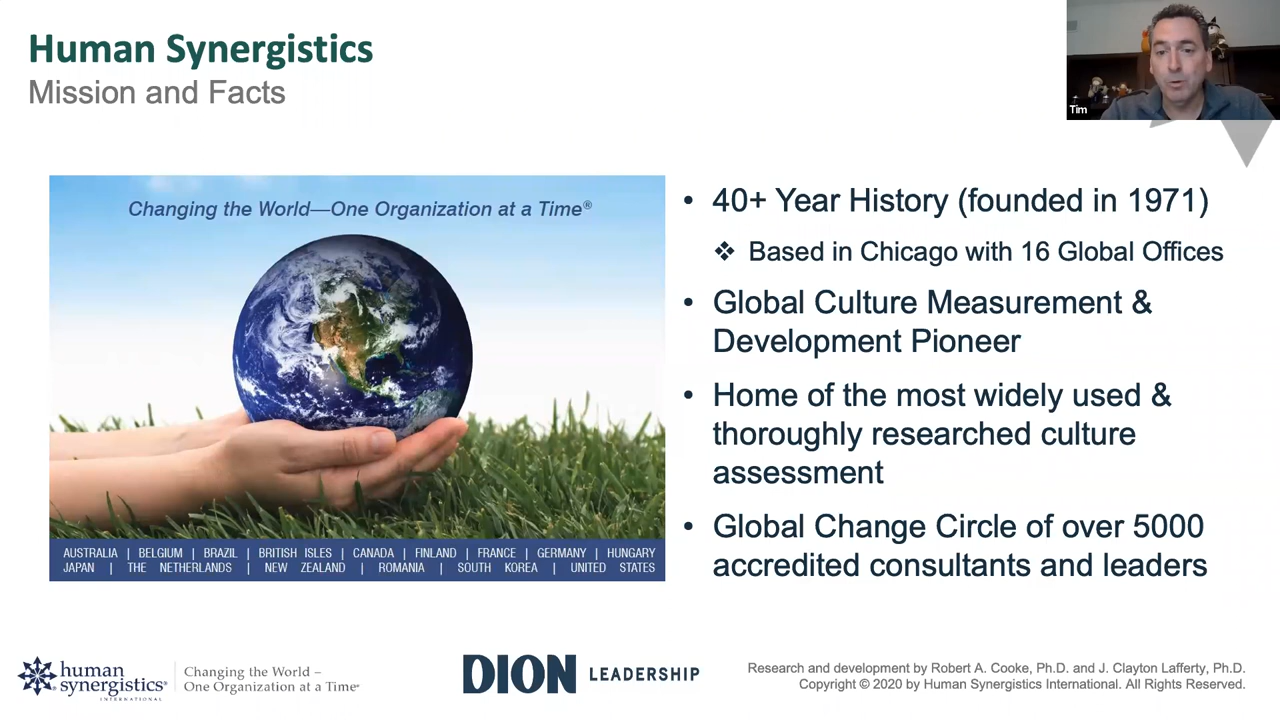 Human Synergistics
Mission and Facts
Tim
Changing the World—One Organization at a Time®
AUSTRALIA | BELGIUM | BRAZIL | BRITISH ISLES | CANADA | FINLAND | FRANCE | GERMANY | HUNGARY
JAPAN | THE NETHERLANDS | NEW ZEALAND | ROMANIA | SOUTH KOREA | UNITED STATES
• 40+ Year History (founded in 1971)
❖ Based in Chicago with 16 Global Offices
• Global Culture Measurement &
Development Pioneer
• Home of the most widely used &
thoroughly researched culture
assessment
• Global Change Circle of over 5000
accredited consultants and leaders
human
synergistics®
INTERNATIONAL
Changing the World –
One Organization at a Time®
DION LEADERSHIP
Research and development by Robert A. Cooke, Ph.D. and J. Clayton Lafferty, Ph.D.
Copyright © 2020 by Human Synergistics International. All Rights Reserved.